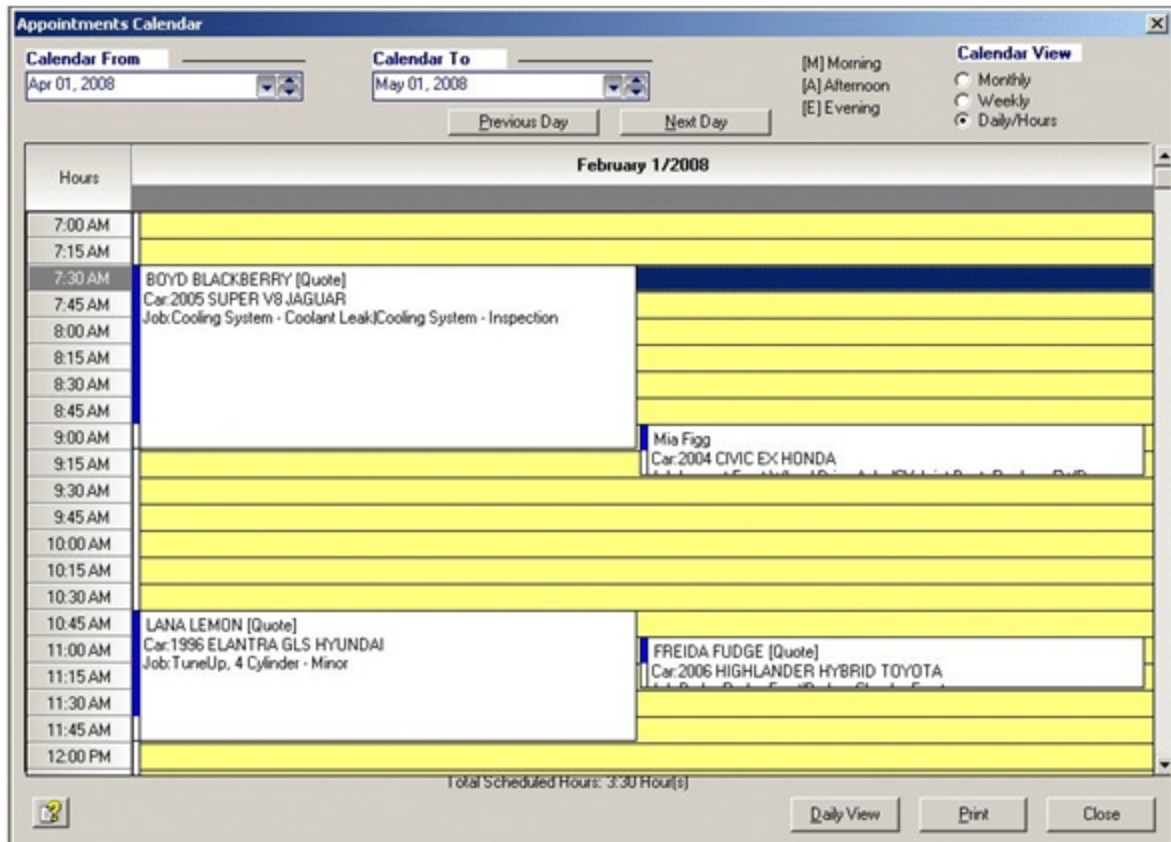 Appointments Calendar
Calendar From
Calendar To
Calendar View
Apr 01, 2008
May 01, 2008
[M] Morning
[A] Afternoon
[E] Evening
Monthly
Weekly
Daily/Hours
Previous Day
Next Day
Hours
February 1/2008
7:00 AM
7:15 AM
7:30 AM
BOYD BLACKBERRY [Quote]
Car:2005 SUPER V8 JAGUAR
Job:Cooling System - Coolant Leak|Cooling System - Inspection
7:45 AM
8:00 AM
8:15 AM
8:30 AM
8:45 AM
9:00 AM
Mia Figg
Car:2004 CIVIC EX HONDA
9:15 AM
9:30 AM
9:45 AM
10:00 AM
10:15 AM
10:30 AM
10:45 AM
LANA LEMON [Quote]
Car:1996 ELANTRA GLS HYUNDAI
Job:TuneUp, 4 Cylinder - Minor
11:00 AM
FREIDA FUDGE [Quote]
Car:2006 HIGHLANDER HYBRID TOYOTA
11:15 AM
11:30 AM
11:45 AM
12:00 PM
Total Scheduled Hours: 3:30 Hour(s)
Daily View
Print
Close